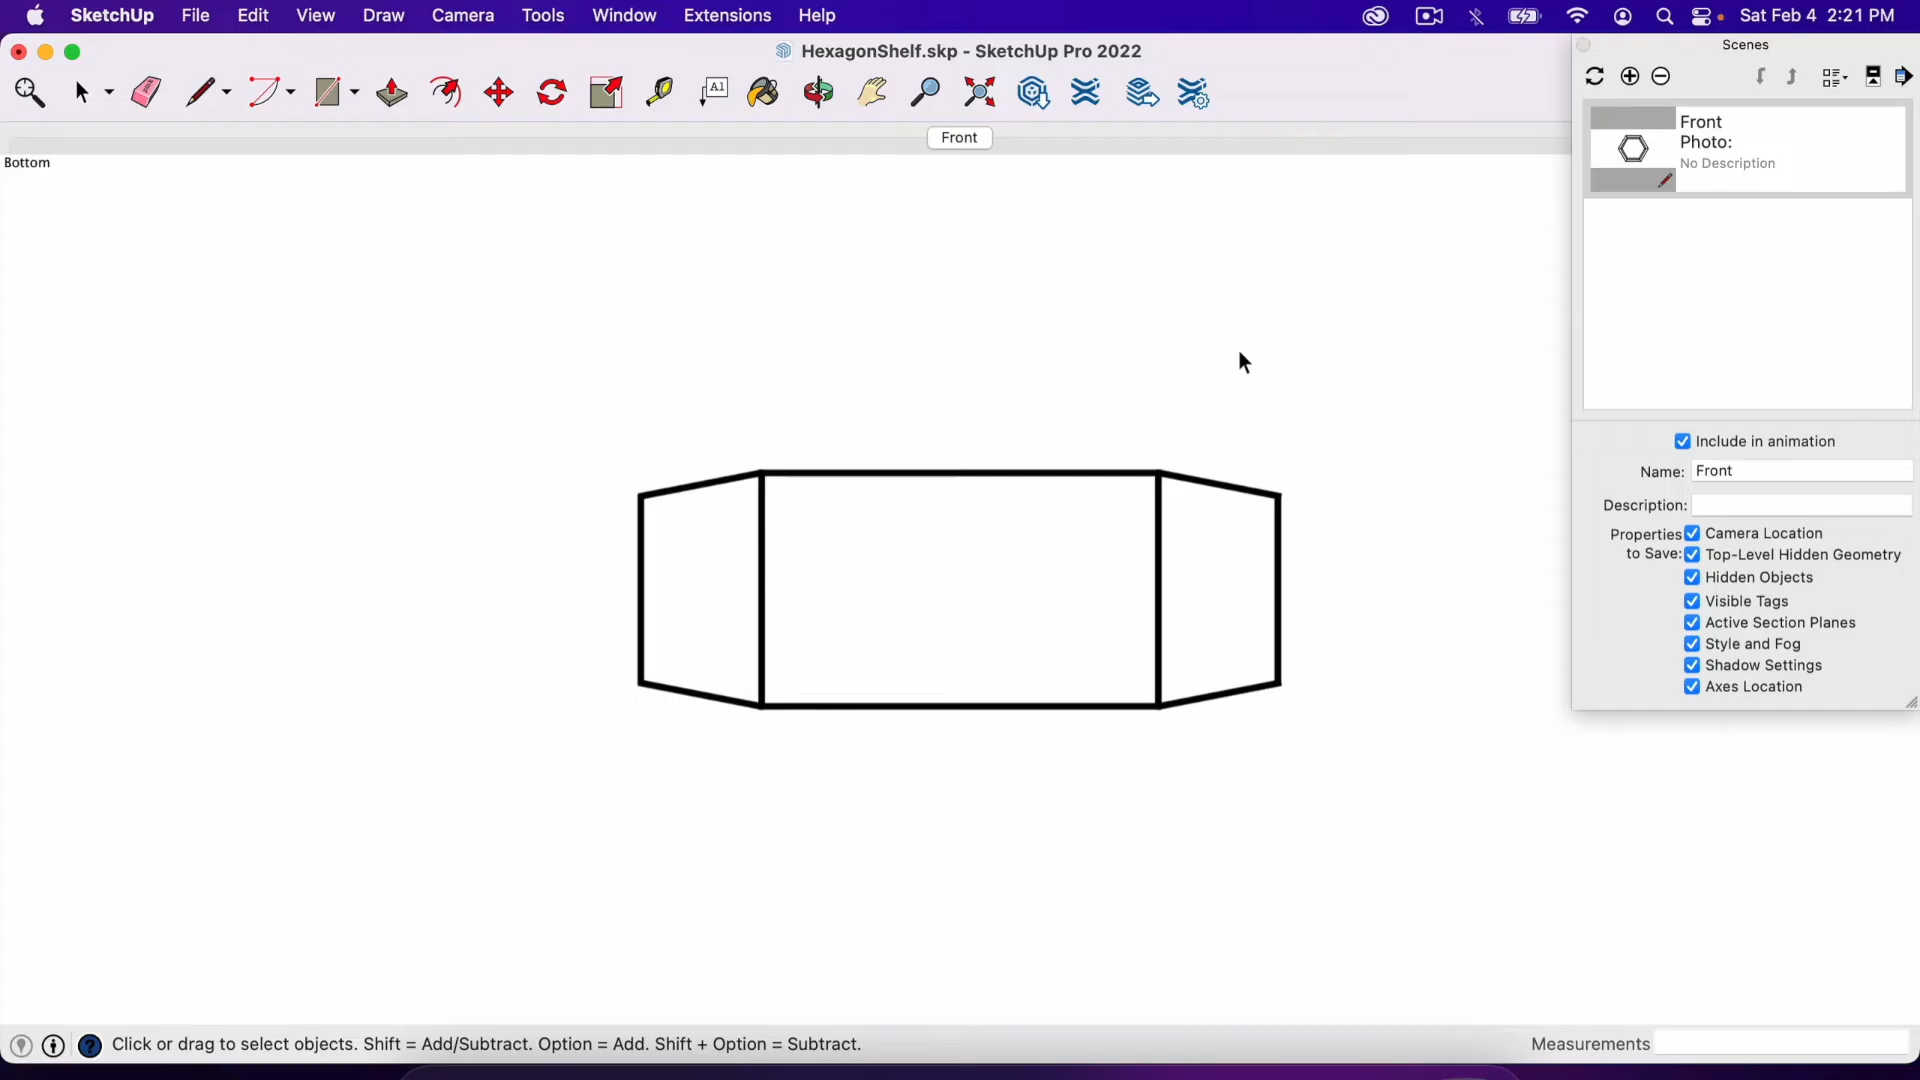 SketchUp File Edit View Draw Camera Tools Window Extensions Help Sat Feb 4 2:21 PM
HexagonShelf.skp - SketchUp Pro 2022
A1
Front
Bottom
Scenes
Front
Photo:
No Description
Include in animation
Name: Front
Description:
Properties to Save:
Camera Location
Top-Level Hidden Geometry
Hidden Objects
Visible Tags
Active Section Planes
Style and Fog
Shadow Settings
Axes Location
Click or drag to select objects. Shift = Add/Subtract. Option = Add. Shift + Option = Subtract.
Measurements